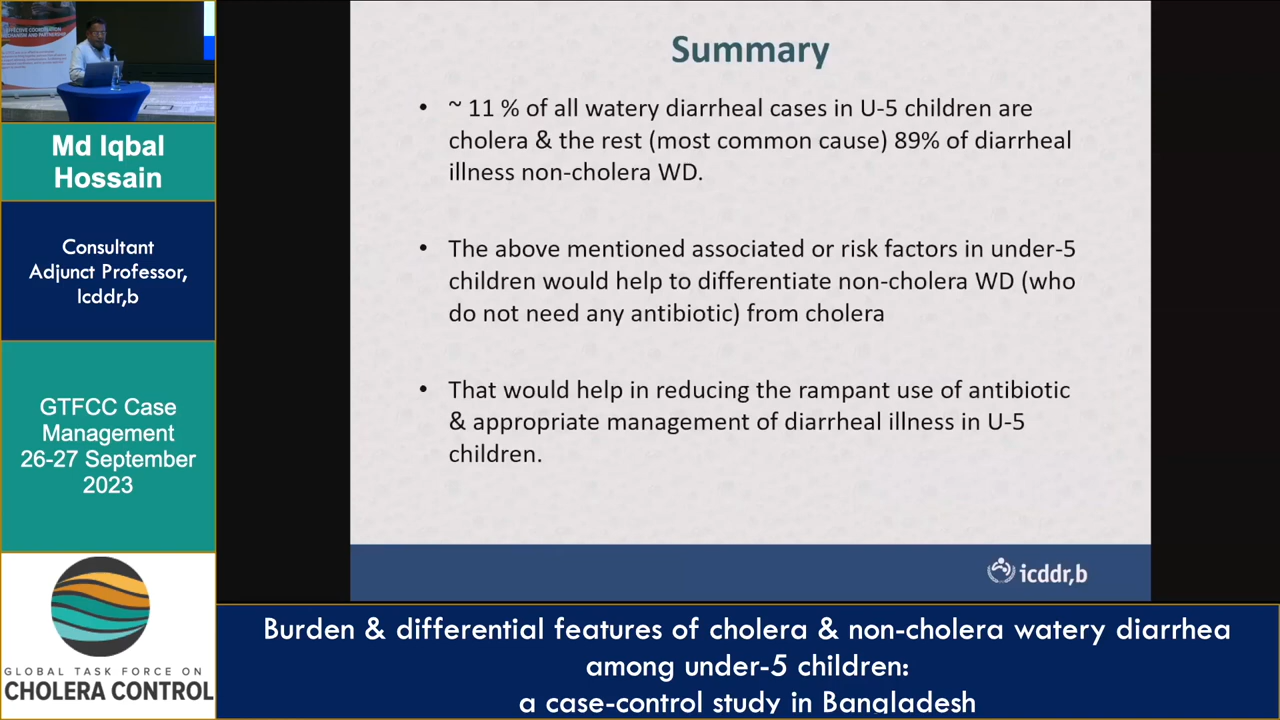 EFFECTIVE COORDINATION
MECHANISM AND PARTNERSHIP
Md Iqbal
Hossain
Consultant
Adjunct Professor,
Icddr,b
GTFCC Case
Management
26-27 September
2023
GLOBAL TASK FORCE ON
CHOLERA CONTROL
Summary
• ~ 11 % of all watery diarrheal cases in U-5 children are
cholera & the rest (most common cause) 89% of diarrheal
illness non-cholera WD.
• The above mentioned associated or risk factors in under-5
children would help to differentiate non-cholera WD (who
do not need any antibiotic) from cholera
• That would help in reducing the rampant use of antibiotic
& appropriate management of diarrheal illness in U-5
children.
icddr,b
Burden & differential features of cholera & non-cholera watery diarrhea
among under-5 children:
a case-control study in Bangladesh